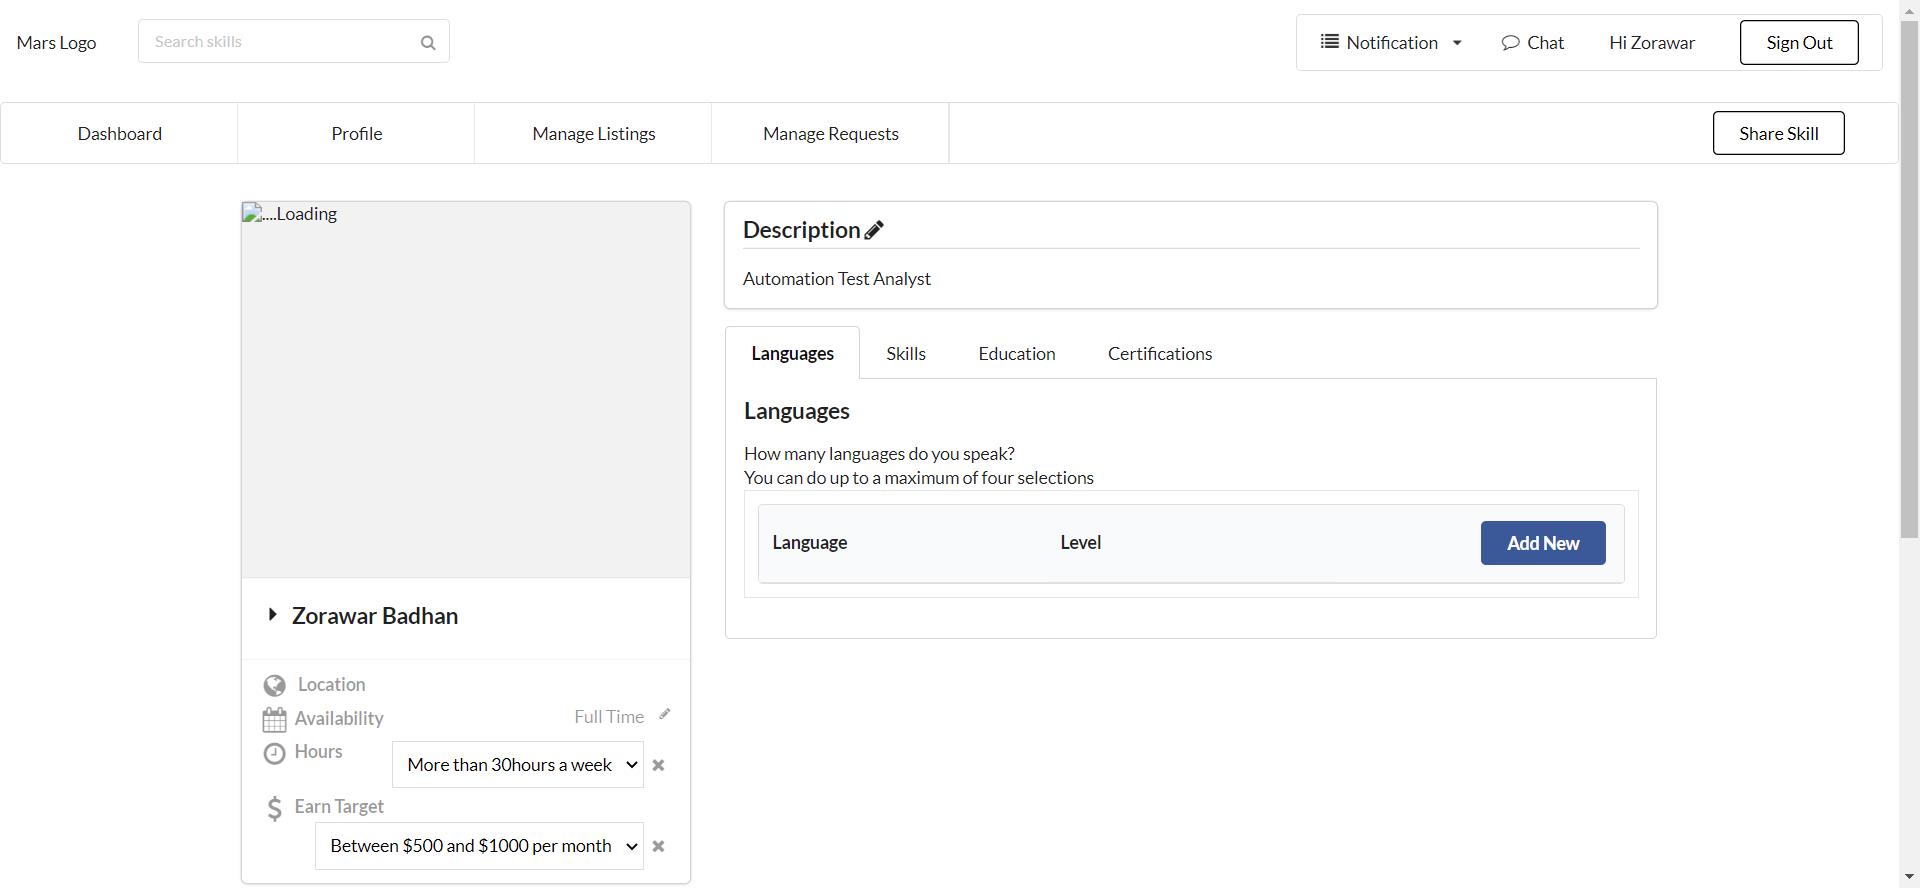 Mars Logo
Search skills
Notification
Chat
Hi Zorawar
Sign Out
Dashboard
Profile
Manage Listings
Manage Requests
Share Skill
....Loading
Zorawar Badhan
Location
Availability
Full Time
Hours
More than 30hours a week
Earn Target
Between $500 and $1000 per month
Description
Automation Test Analyst
Languages
Skills
Education
Certifications
Languages
How many languages do you speak?
You can do up to a maximum of four selections
Language
Level
Add New